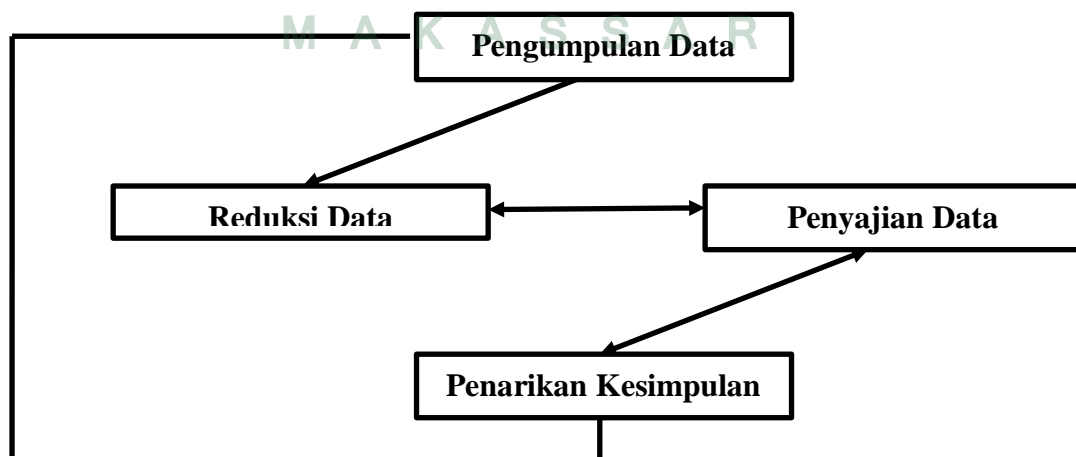 M A K A S S A R
Pengumpulan Data
Reduksi Data
Penyajian Data
Penarikan Kesimpulan